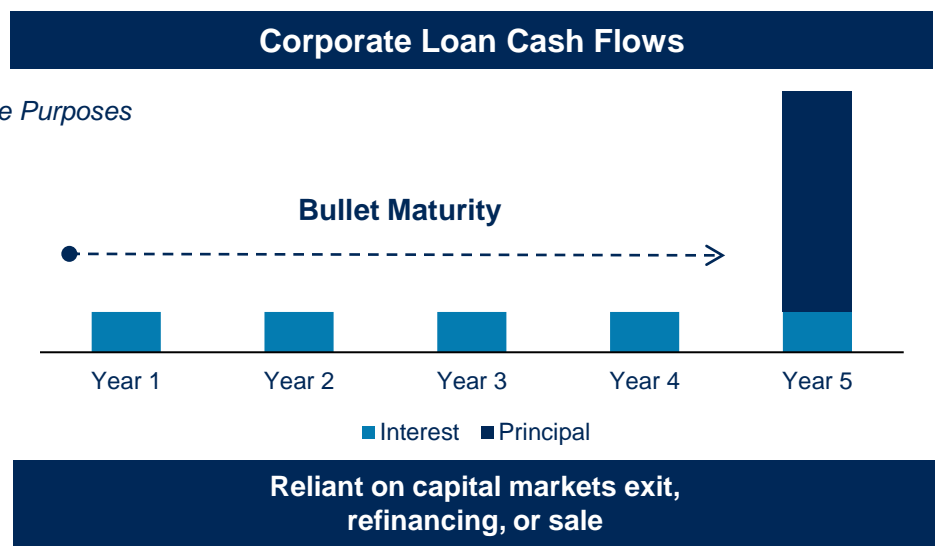 Corporate Loan Cash Flows
e Purposes
Bullet Maturity
Year 1 Year 2 Year 3 Year 4 Year 5
Interest Principal
Reliant on capital markets exit,
refinancing, or sale